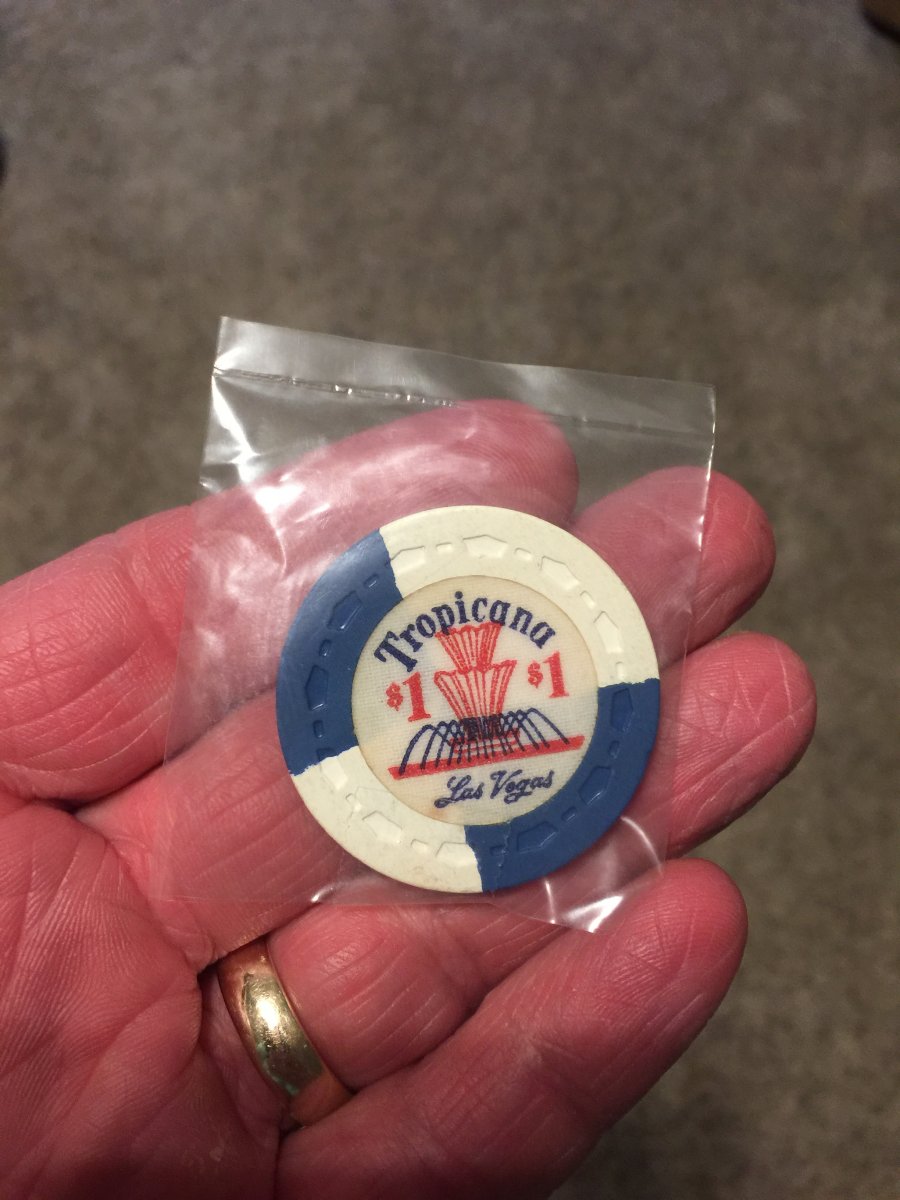 Tropicana
$1 $1
Las Vegas